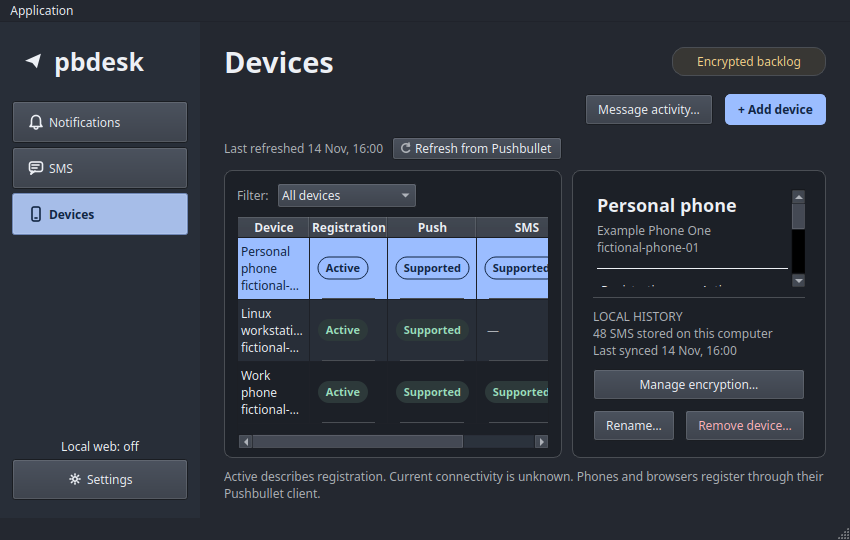 Application
pbdesk
Notifications
SMS
Devices
Local web: off
Settings
Devices
Encrypted backlog
Message activity...
+ Add device
Last refreshed 14 Nov, 16:00
Refresh from Pushbullet
Filter:
All devices
Device Registration Push SMS
Personal
phone
fictional-...
Active
Supported
Supported
Linux
workstati...
fictional-...
Active
Supported
—
Work
phone
fictional-...
Active
Supported
Supported
Personal phone
Example Phone One
fictional-phone-01
LOCAL HISTORY
48 SMS stored on this computer
Last synced 14 Nov, 16:00
Manage encryption...
Rename...
Remove device...
Active describes registration. Current connectivity is unknown. Phones and browsers register through their
Pushbullet client.